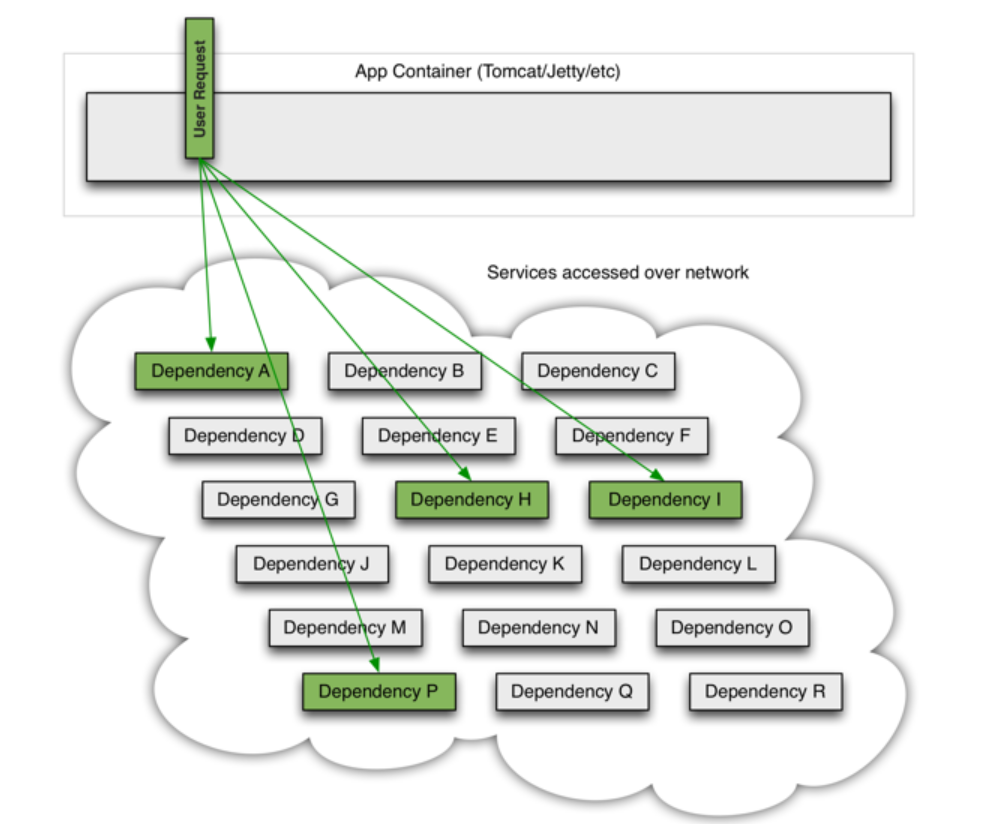 User Request
App Container (Tomcat/Jetty/etc)
Services accessed over network
Dependency A
Dependency B
Dependency C
Dependency D
Dependency E
Dependency F
Dependency G
Dependency H
Dependency I
Dependency J
Dependency K
Dependency L
Dependency M
Dependency N
Dependency O
Dependency P
Dependency Q
Dependency R